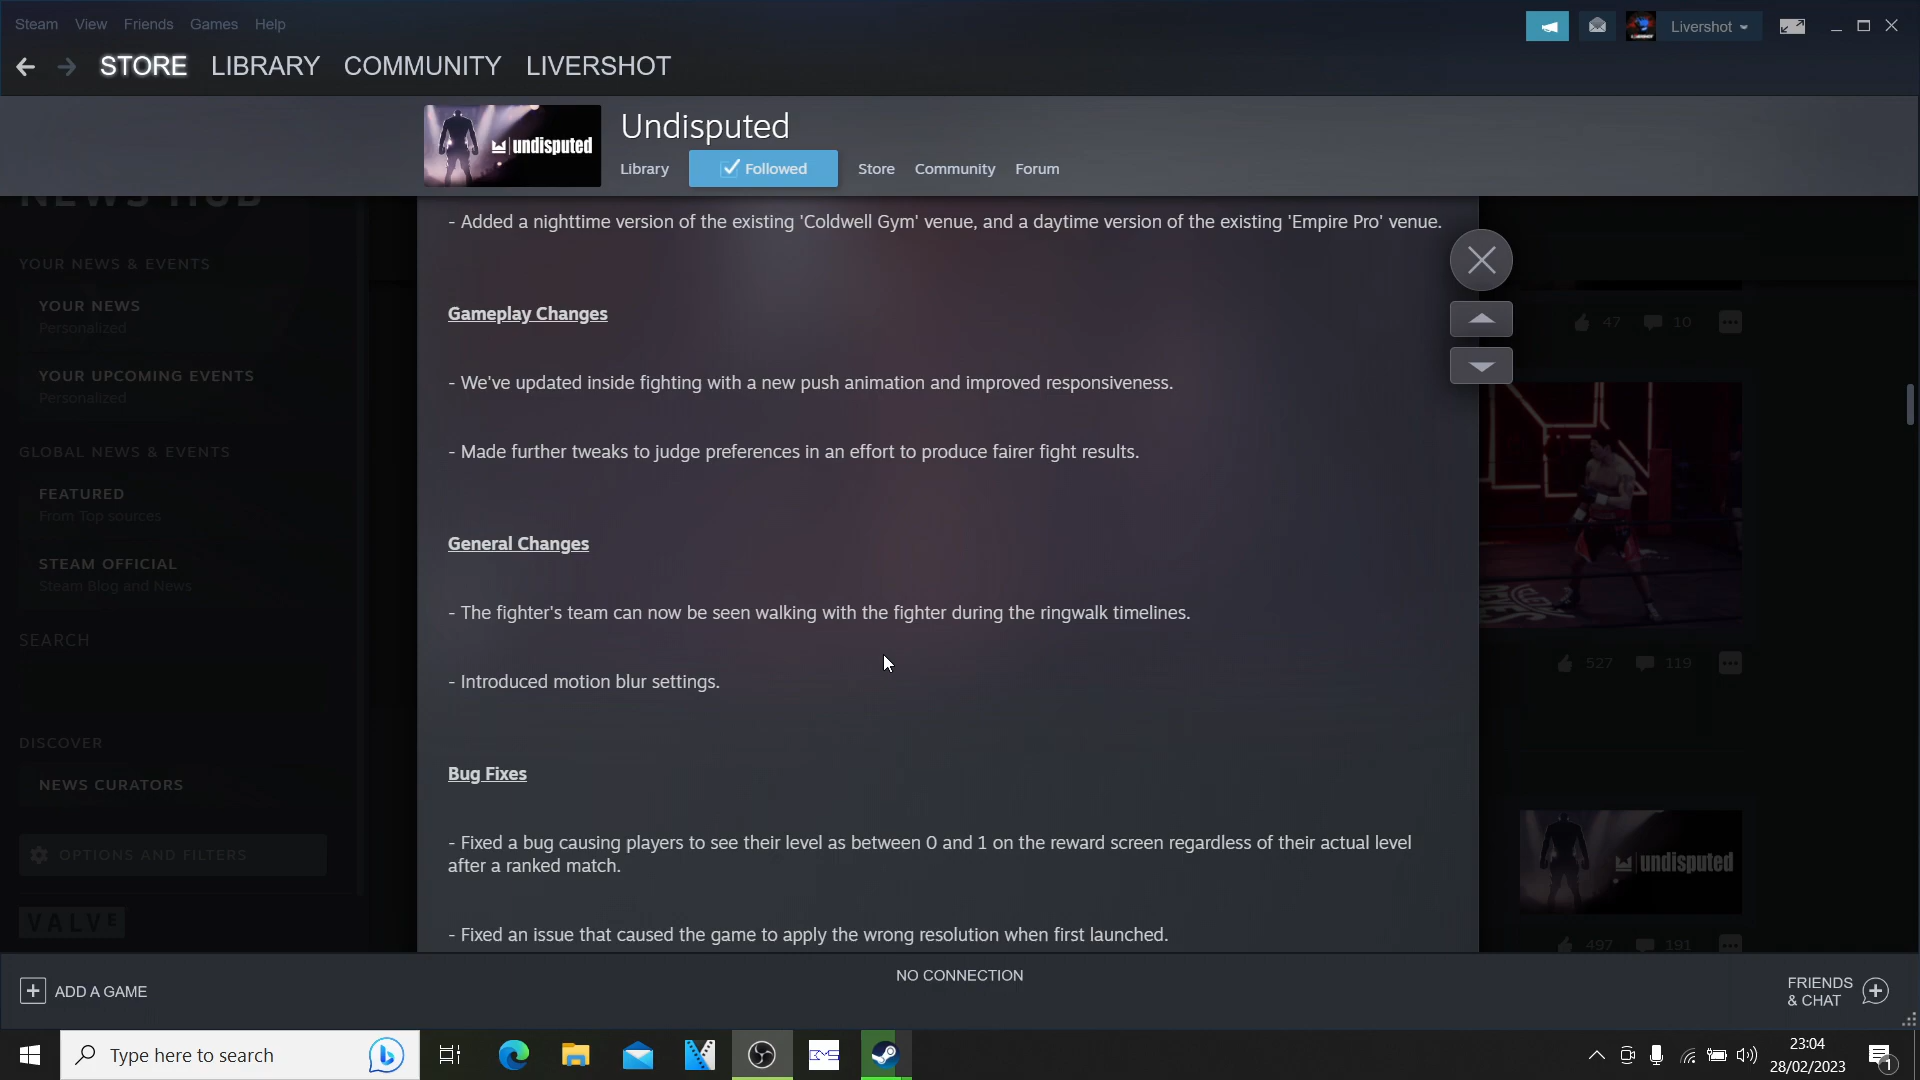 Steam View Friends Games Help
Livershot
STORE LIBRARY COMMUNITY LIVERSHOT
undisputed
Undisputed
Library Followed Store Community Forum
NEWS HUB
- Added a nighttime version of the existing 'Coldwell Gym' venue, and a daytime version of the existing 'Empire Pro' venue.
YOUR NEWS & EVENTS
YOUR NEWS
Personalized
Gameplay Changes
47 10
YOUR UPCOMING EVENTS
Personalized
- We've updated inside fighting with a new push animation and improved responsiveness.
GLOBAL NEWS & EVENTS
- Made further tweaks to judge preferences in an effort to produce fairer fight results.
FEATURED
From Top sources
General Changes
STEAM OFFICIAL
Steam Blog and News
- The fighter's team can now be seen walking with the fighter during the ringwalk timelines.
SEARCH
527 119
- Introduced motion blur settings.
DISCOVER
NEWS CURATORS
Bug Fixes
- Fixed a bug causing players to see their level as between 0 and 1 on the reward screen regardless of their actual level
after a ranked match.
OPTIONS AND FILTERS
undisputed
VALVE
- Fixed an issue that caused the game to apply the wrong resolution when first launched.
497 191
ADD A GAME
NO CONNECTION
FRIENDS
& CHAT
Type here to search
23:04
28/02/2023
1